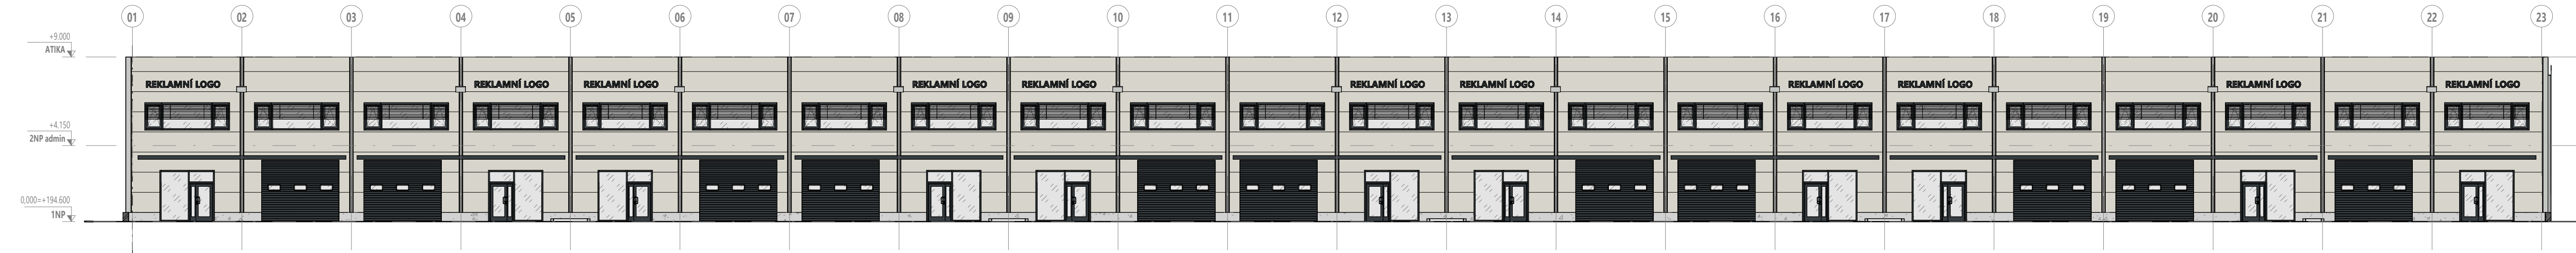 01 02 03 04 05 06 07 08 09 10 11 12 13 14 15 16 17 18 19 20 21 22 23
+9.000
ATIKA
REKLAMNÍ LOGO REKLAMNÍ LOGO REKLAMNÍ LOGO REKLAMNÍ LOGO REKLAMNÍ LOGO REKLAMNÍ LOGO REKLAMNÍ LOGO REKLAMNÍ LOGO REKLAMNÍ LOGO REKLAMNÍ LOGO REKLAMNÍ LOGO
+4.150
2NP admin
0,000=+194.600
1NP